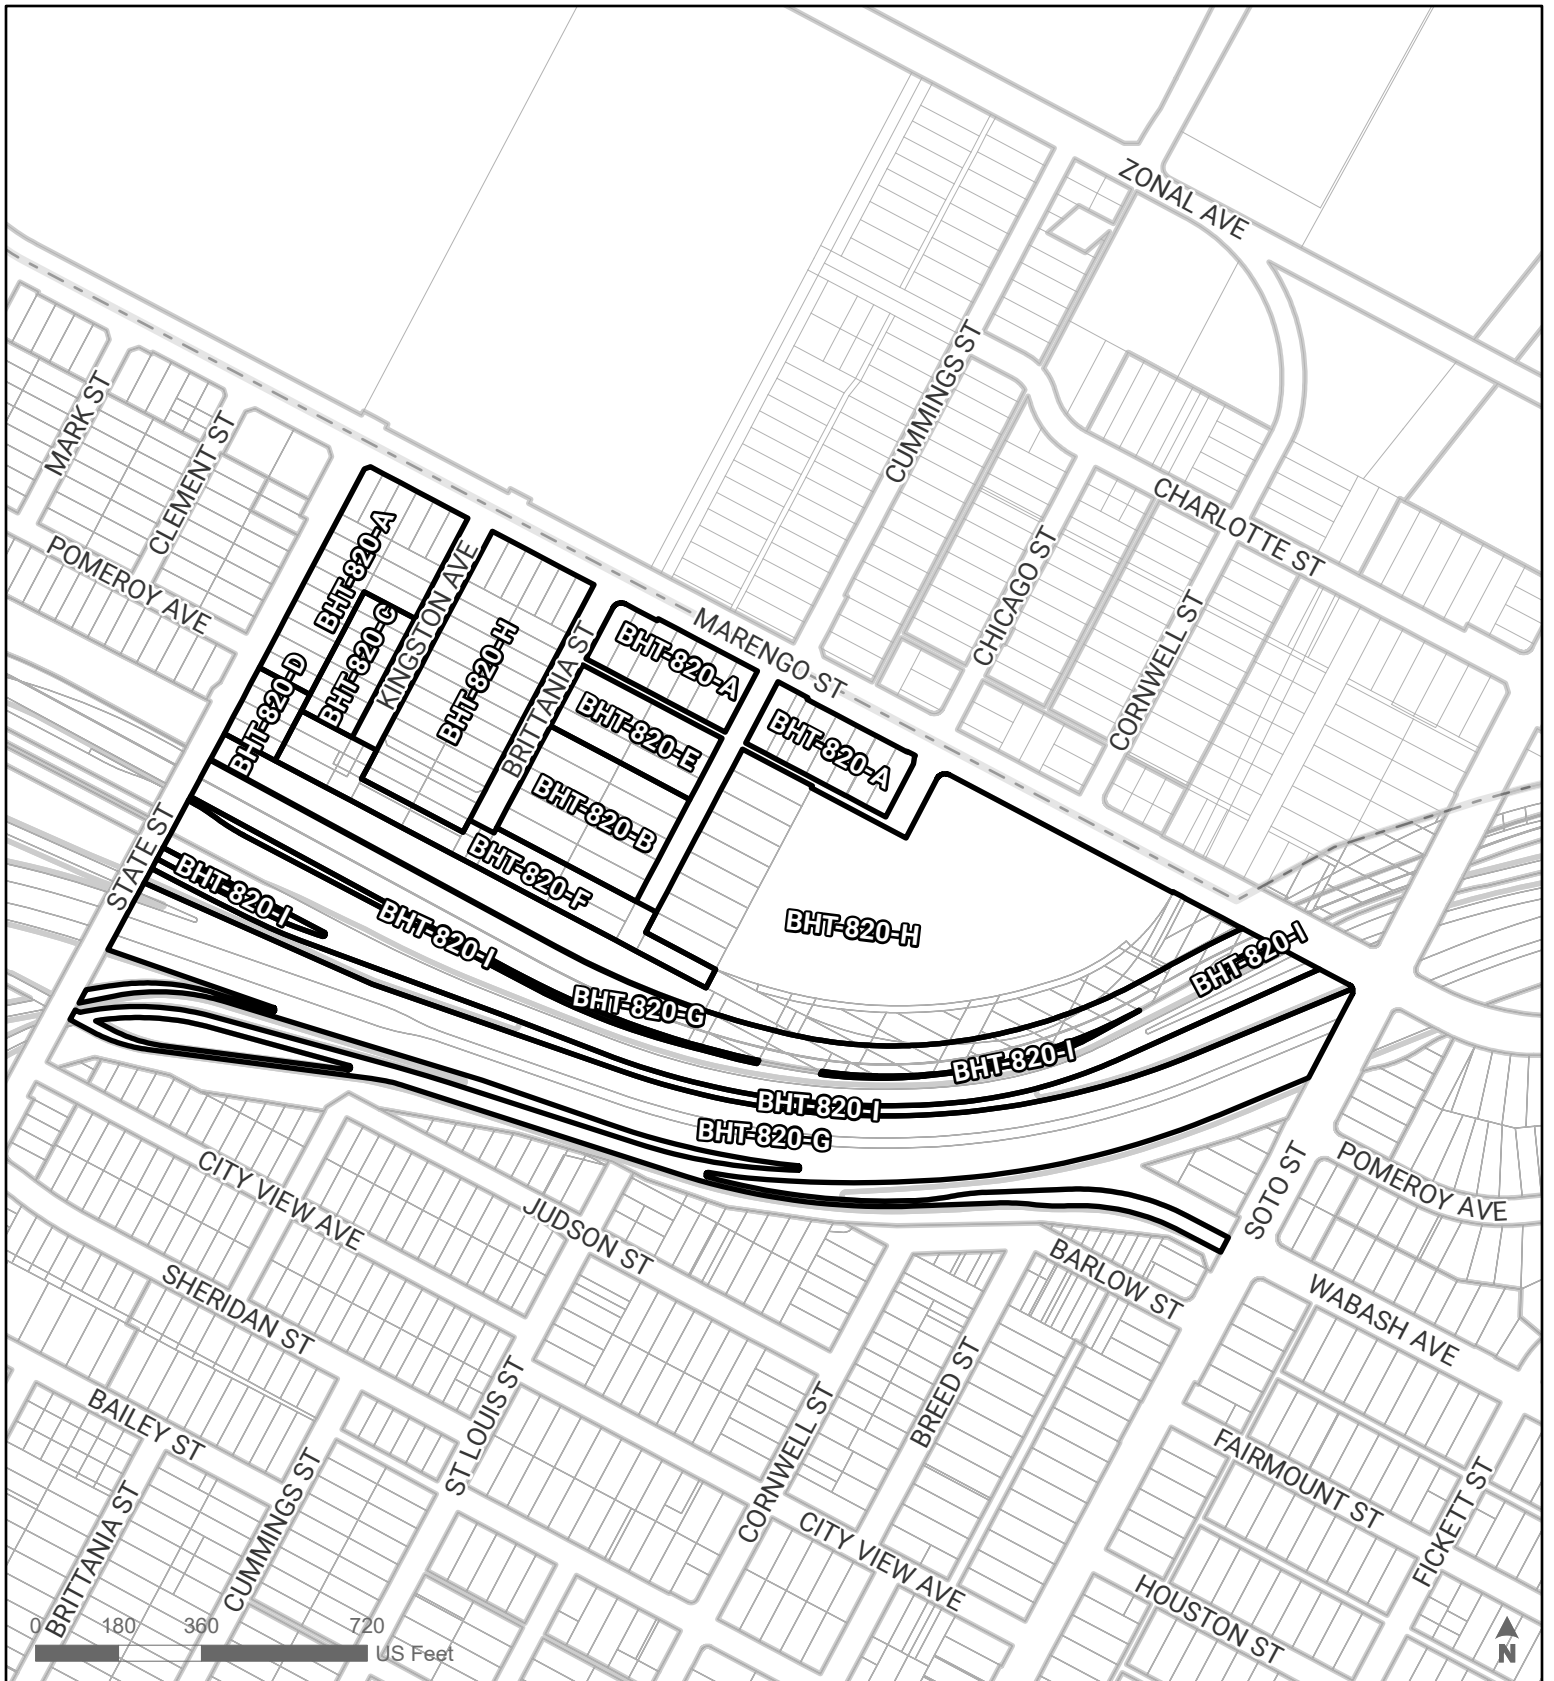 ZONAL AVE
CUMMINGS ST
MARK ST
CLEMENT ST
POMEROY AVE
CHARLOTTE ST
CHICAGO ST
CORNWELL ST
MARENGO ST
KINGSTON AVE
BRITTANIA ST
BHT-820-A
BHT-820-C
BHT-820-D
BHT-820-H
BHT-820-A
BHT-820-E
BHT-820-B
BHT-820-A
BHT-820-F
BHT-820-H
STATE ST
BHT-820-I
BHT-820-I
BHT-820-G
BHT-820-I
BHT-820-I
BHT-820-I
BHT-820-G
CITY VIEW AVE
JUDSON ST
SOTO ST
POMEROY AVE
BARLOW ST
WABASH AVE
SHERIDAN ST
ST LOUIS ST
BREED ST
CORNWELL ST
BAILEY ST
FAIRMOUNT ST
FICKETT ST
CUMMINGS ST
BRITTANIA ST
CITY VIEW AVE
HOUSTON ST
0 180 360 720
US Feet
N